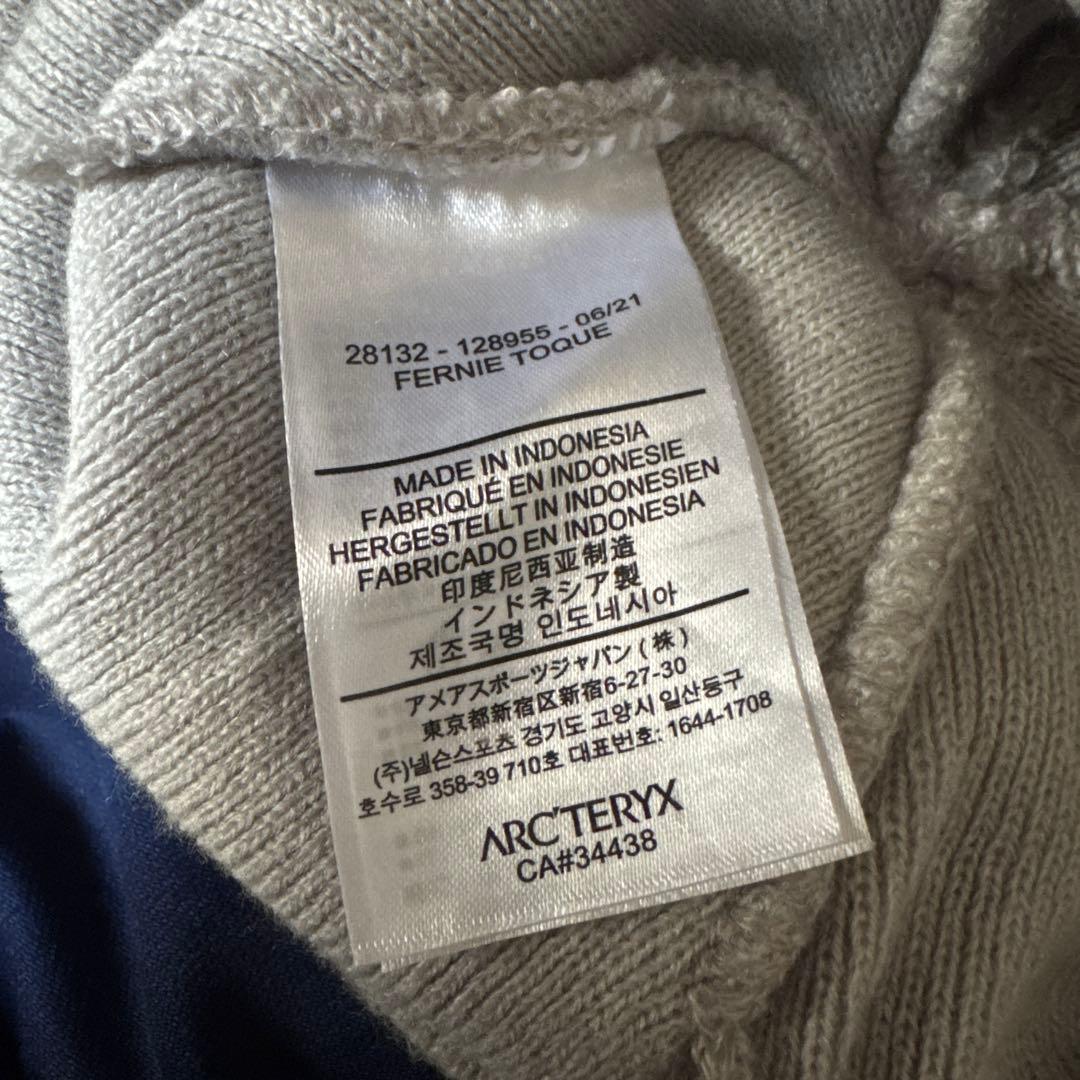 28132 - 128955 - 06/21
FERNIE TOQUE
MADE IN INDONESIA
FABRIQUÉ EN INDONESIE
HERGESTELLT IN INDONESIEN
FABRICADO EN INDONESIA
印度尼西亚制造
インドネシア製
제조국명 인도네시아
アメアスポーツジャパン(株)
東京都新宿区新宿6-27-30
(주)넬슨스포츠 경기도 고양시 일산동구
호수로 358-39 710호 대표번호: 1644-1708
ARC'TERYX
CA#34438